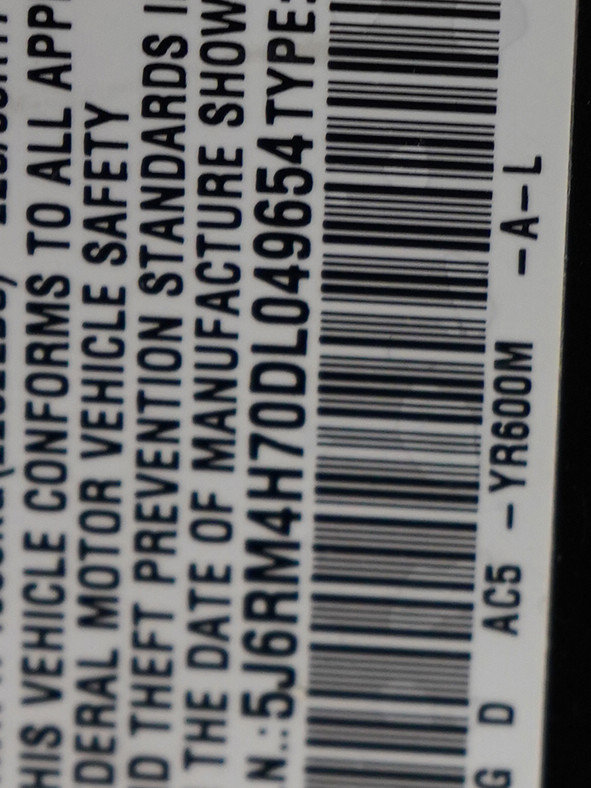 HIS VEHICLE CONFORMS TO ALL APP
DERAL MOTOR VEHICLE SAFETY
D THEFT PREVENTION STANDARDS I
THE DATE OF MANUFACTURE SHOW
N.:5J6RM4H70DL049654 TYPE:
G D AC5 - YR600M -A-L